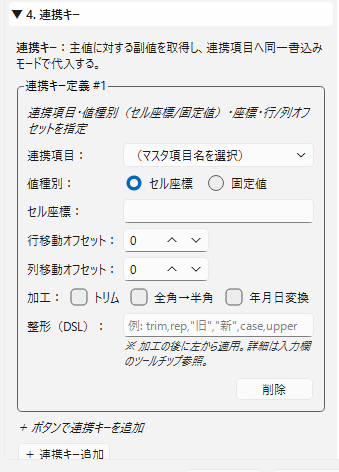 ▼ 4. 連携キー
連携キー：主値に対する副値を取得し、連携項目へ同一書込み
モードで代入する。
連携キー定義 #1
連携項目・値種別（セル座標/固定値）・座標・行/列オフ
セットを指定
連携項目： （マスタ項目名を選択）
値種別： セル座標 固定値
セル座標：
行移動オフセット： 0
列移動オフセット： 0
加工： トリム 全角→半角 年月日変換
整形（DSL）： 例: trim,rep,"旧","新",case,upper
※ 加工の後に左から適用。詳細は入力欄
のツールチップ参照。
削除
+ ボタンで連携キーを追加
+ 連携キー追加